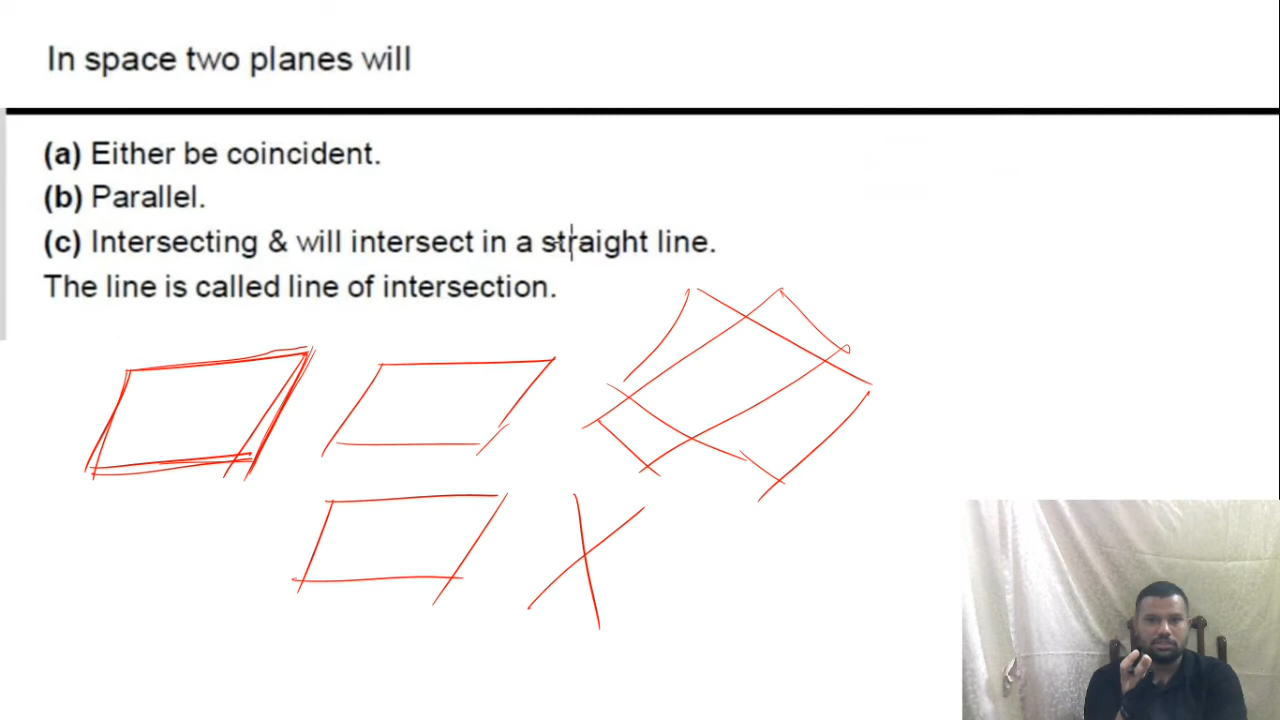 In space two planes will
(a) Either be coincident.
(b) Parallel.
(c) Intersecting & will intersect in a straight line.
The line is called line of intersection.